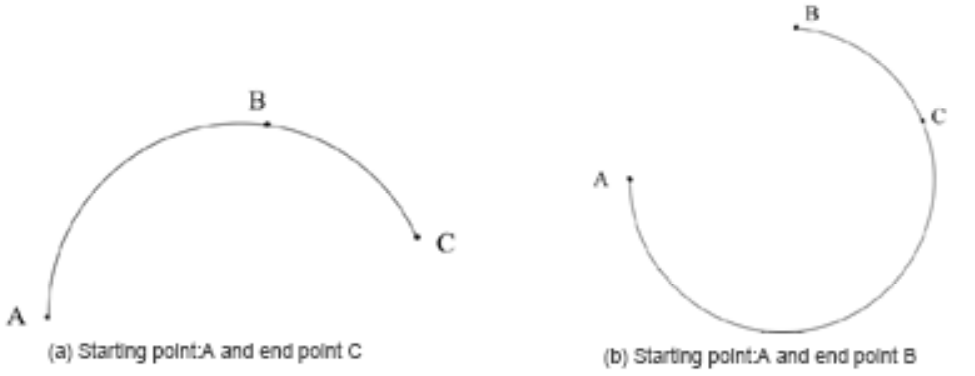 B
A
C
(a) Starting point:A and end point C
B
C
A
(b) Starting point:A and end point B